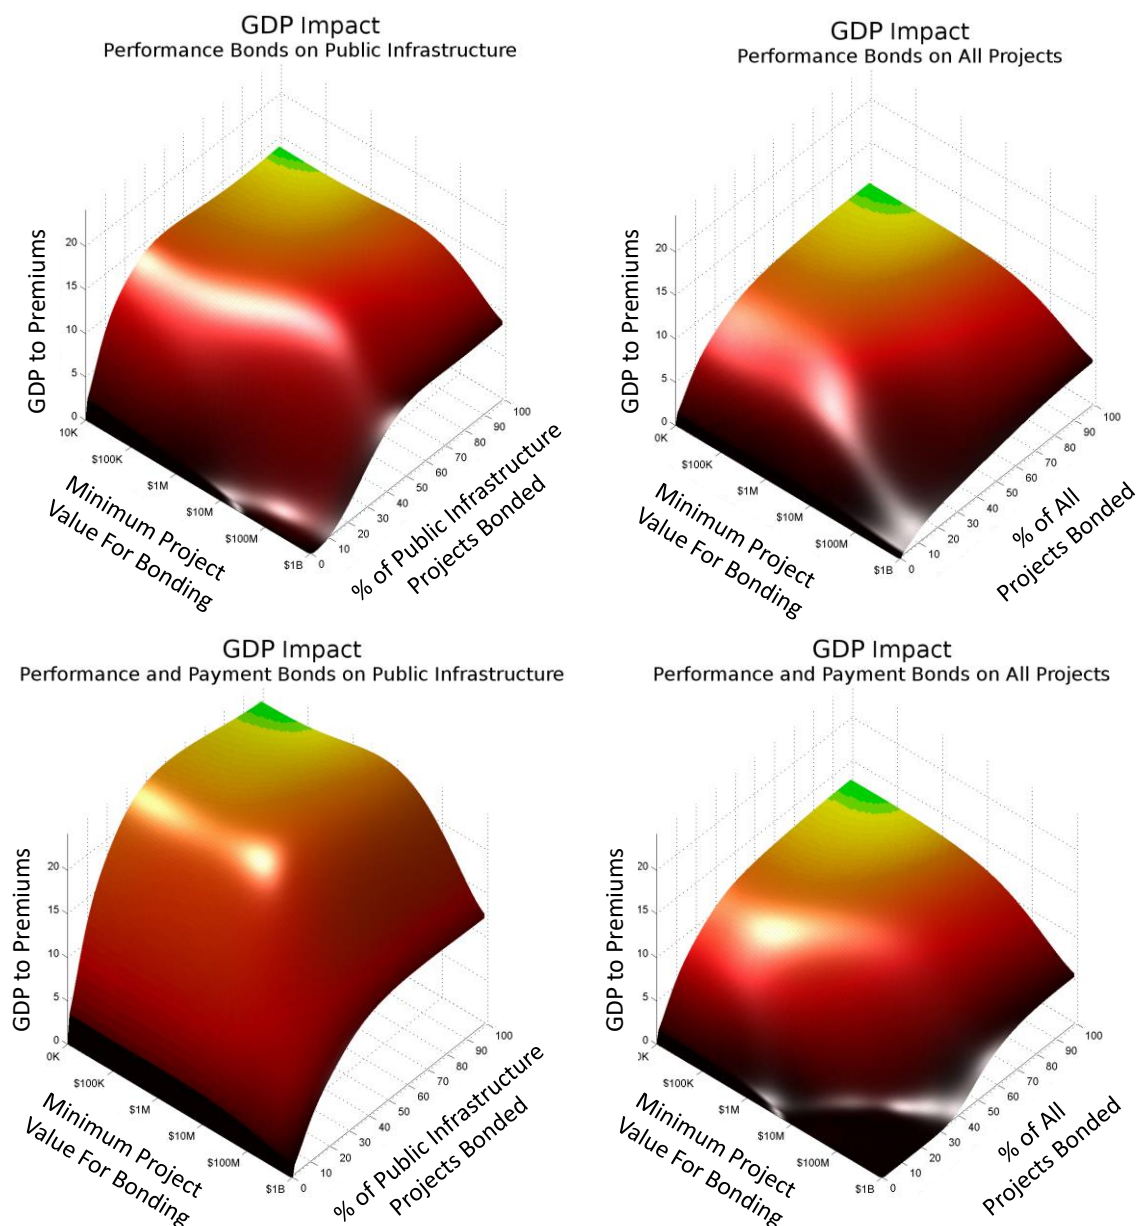 GDP Impact
Performance Bonds on Public Infrastructure
20
15
10
5
0
GDP to Premiums
10K
$100K
$1M
$10M
$100M
$1B
Minimum Project
Value For Bonding
0
10
20
30
40
50
60
70
80
90
100
% of Public Infrastructure
Projects Bonded
GDP Impact
Performance Bonds on All Projects
20
15
10
5
0
GDP to Premiums
0K
$100K
$1M
$10M
$100M
$1B
Minimum Project
Value For Bonding
0
10
20
30
40
50
60
70
80
90
100
% of All
Projects Bonded
GDP Impact
Performance and Payment Bonds on Public Infrastructure
20
15
10
5
0
GDP to Premiums
0K
$100K
$1M
$10M
$100M
$1B
Minimum Project
Value For Bonding
0
10
20
30
40
50
60
70
80
90
100
% of Public Infrastructure
Projects Bonded
GDP Impact
Performance and Payment Bonds on All Projects
20
15
10
5
0
GDP to Premiums
0K
$100K
$1M
$10M
$100M
$1B
Minimum Project
Value For Bonding
0
10
20
30
40
50
60
70
80
90
100
% of All
Projects Bonded